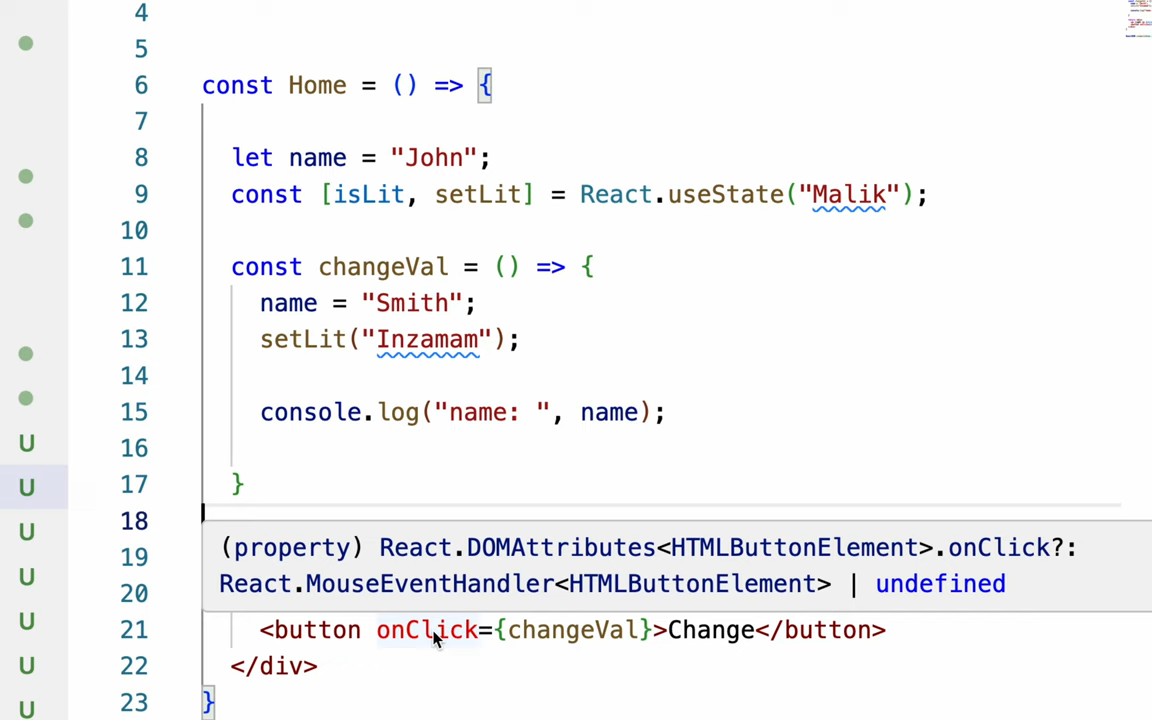 4
5
6 const Home = () => {
7
8 let name = "John";
9 const [isLit, setLit] = React.useState("Malik");
10
11 const changeVal = () => {
12 name = "Smith";
13 setLit("Inzamam");
14
15 console.log("name: ", name);
16
17 }
18
(property) React.DOMAttributes<HTMLButtonElement>.onClick?:
19
React.MouseEventHandler<HTMLButtonElement> | undefined
20
21 <button onClick={changeVal}>Change</button>
22 </div>
23 }
U
U
U
U
U
U
U